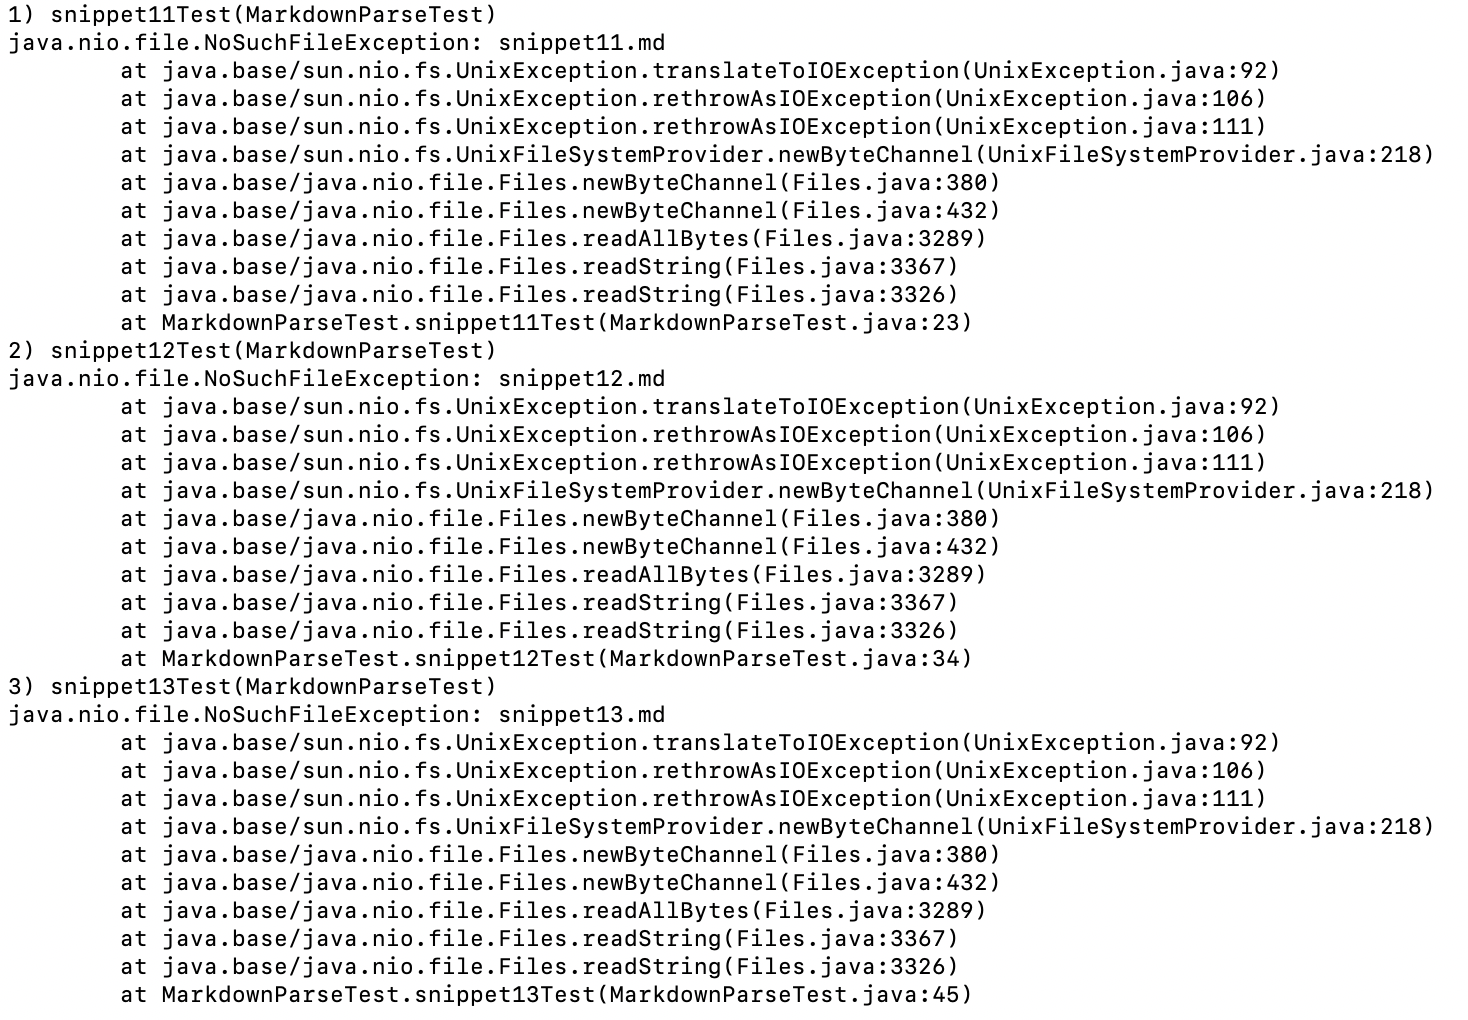 1) snippet11Test(MarkdownParseTest)
java.nio.file.NoSuchFileException: snippet11.md
        at java.base/sun.nio.fs.UnixException.translateToIOException(UnixException.java:92)
        at java.base/sun.nio.fs.UnixException.rethrowAsIOException(UnixException.java:106)
        at java.base/sun.nio.fs.UnixException.rethrowAsIOException(UnixException.java:111)
        at java.base/sun.nio.fs.UnixFileSystemProvider.newByteChannel(UnixFileSystemProvider.java:218)
        at java.base/java.nio.file.Files.newByteChannel(Files.java:380)
        at java.base/java.nio.file.Files.newByteChannel(Files.java:432)
        at java.base/java.nio.file.Files.readAllBytes(Files.java:3289)
        at java.base/java.nio.file.Files.readString(Files.java:3367)
        at java.base/java.nio.file.Files.readString(Files.java:3326)
        at MarkdownParseTest.snippet11Test(MarkdownParseTest.java:23)
2) snippet12Test(MarkdownParseTest)
java.nio.file.NoSuchFileException: snippet12.md
        at java.base/sun.nio.fs.UnixException.translateToIOException(UnixException.java:92)
        at java.base/sun.nio.fs.UnixException.rethrowAsIOException(UnixException.java:106)
        at java.base/sun.nio.fs.UnixException.rethrowAsIOException(UnixException.java:111)
        at java.base/sun.nio.fs.UnixFileSystemProvider.newByteChannel(UnixFileSystemProvider.java:218)
        at java.base/java.nio.file.Files.newByteChannel(Files.java:380)
        at java.base/java.nio.file.Files.newByteChannel(Files.java:432)
        at java.base/java.nio.file.Files.readAllBytes(Files.java:3289)
        at java.base/java.nio.file.Files.readString(Files.java:3367)
        at java.base/java.nio.file.Files.readString(Files.java:3326)
        at MarkdownParseTest.snippet12Test(MarkdownParseTest.java:34)
3) snippet13Test(MarkdownParseTest)
java.nio.file.NoSuchFileException: snippet13.md
        at java.base/sun.nio.fs.UnixException.translateToIOException(UnixException.java:92)
        at java.base/sun.nio.fs.UnixException.rethrowAsIOException(UnixException.java:106)
        at java.base/sun.nio.fs.UnixException.rethrowAsIOException(UnixException.java:111)
        at java.base/sun.nio.fs.UnixFileSystemProvider.newByteChannel(UnixFileSystemProvider.java:218)
        at java.base/java.nio.file.Files.newByteChannel(Files.java:380)
        at java.base/java.nio.file.Files.newByteChannel(Files.java:432)
        at java.base/java.nio.file.Files.readAllBytes(Files.java:3289)
        at java.base/java.nio.file.Files.readString(Files.java:3367)
        at java.base/java.nio.file.Files.readString(Files.java:3326)
        at MarkdownParseTest.snippet13Test(MarkdownParseTest.java:45)